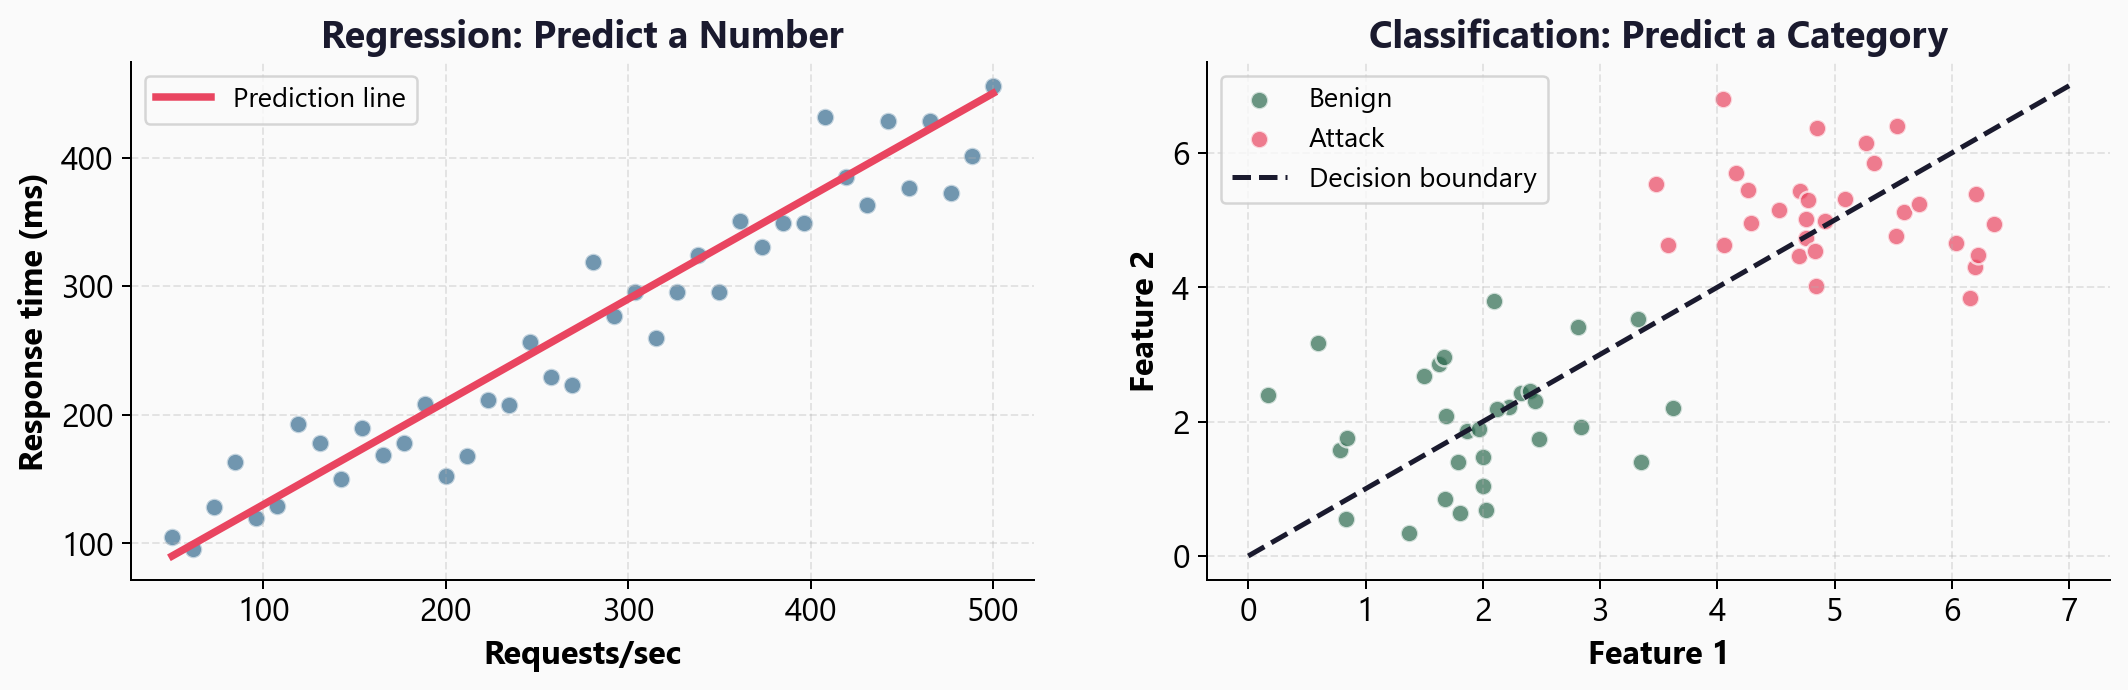 Regression: Predict a Number
Prediction line
Response time (ms)
400
300
200
100
100 200 300 400 500
Requests/sec
Classification: Predict a Category
Benign
Attack
Decision boundary
Feature 2
6
4
2
0
0 1 2 3 4 5 6 7
Feature 1